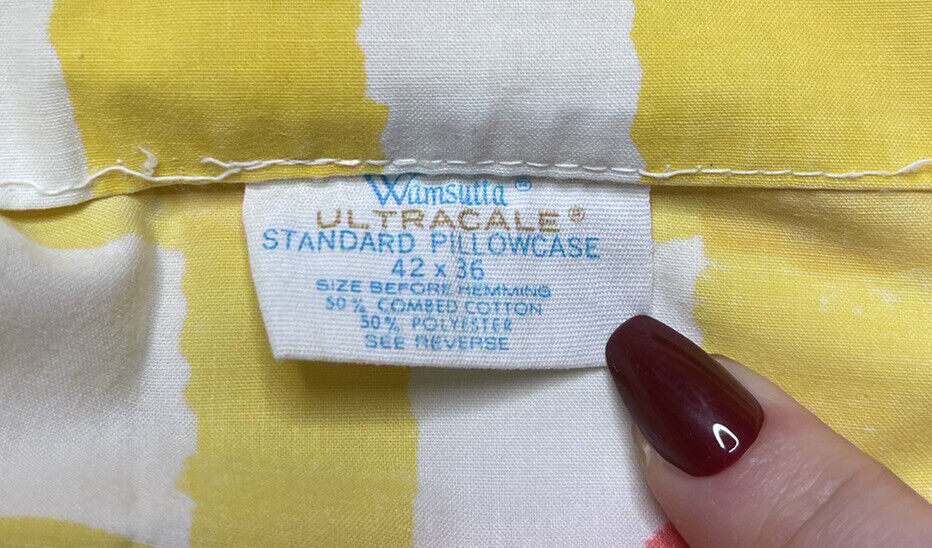 Wamsutta®
ULTRACALE®
STANDARD PILLOWCASE
42 x 36
SIZE BEFORE HEMMING
50% COMBED COTTON
50% POLYESTER
SEE REVERSE